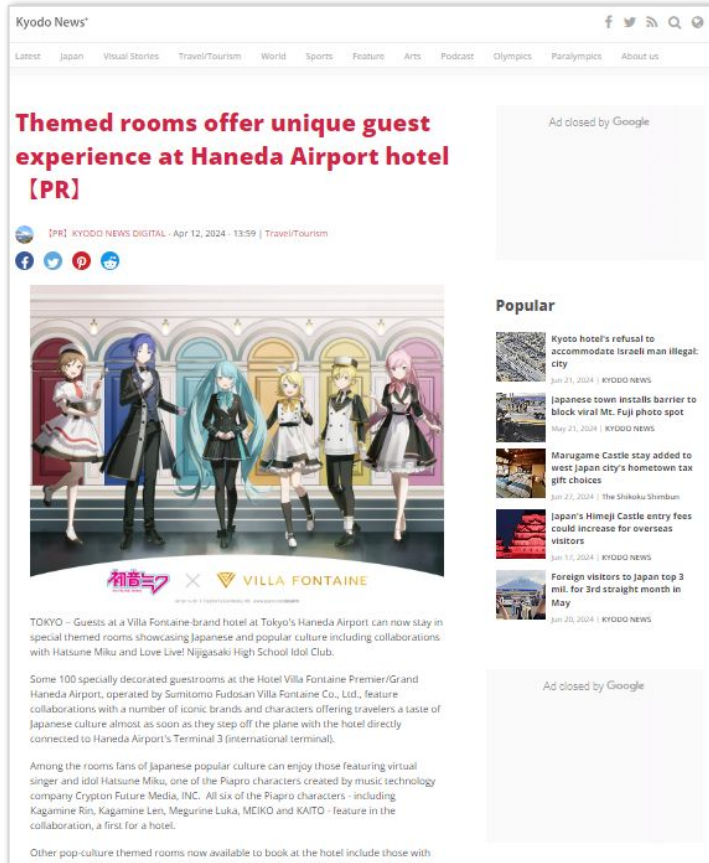 Kyodo News+
Latest Japan Visual Stories Travel/Tourism World Sports Feature Arts Podcast Olympics Paralympics About us
Themed rooms offer unique guest
experience at Haneda Airport hotel
【PR】
【PR】 KYODO NEWS DIGITAL - Apr 12, 2024 - 13:59 | Travel/Tourism
初音ミク × VILLA FONTAINE
TOKYO – Guests at a Villa Fontaine-brand hotel at Tokyo's Haneda Airport can now stay in
special themed rooms showcasing Japanese and popular culture including collaborations
with Hatsune Miku and Love Live! Nijigasaki High School Idol Club.
Some 100 specially decorated guestrooms at the Hotel Villa Fontaine Premier/Grand
Haneda Airport, operated by Sumitomo Fudosan Villa Fontaine Co., Ltd., feature
collaborations with a number of iconic brands and characters offering travelers a taste of
Japanese culture almost as soon as they step off the plane with the hotel directly
connected to Haneda Airport's Terminal 3 (international terminal).
Among the rooms fans of Japanese popular culture can enjoy those featuring virtual
singer and idol Hatsune Miku, one of the Piapro characters created by music technology
company Crypton Future Media, INC. All six of the Piapro characters - including
Kagamine Rin, Kagamine Len, Megurine Luka, MEIKO and KAITO - feature in the
collaboration, a first for a hotel.
Other pop-culture themed rooms now available to book at the hotel include those with
Ad closed by Google
Popular
Kyoto hotel's refusal to
accommodate Israeli man illegal:
city
Jun 21, 2024 | KYODO NEWS
Japanese town installs barrier to
block viral Mt. Fuji photo spot
May 21, 2024 | KYODO NEWS
Marugame Castle stay added to
west Japan city's hometown tax
gift choices
Jun 27, 2024 | The Shikoku Shimbun
Japan's Himeji Castle entry fees
could increase for overseas
visitors
Jun 17, 2024 | KYODO NEWS
Foreign visitors to Japan top 3
mil. for 3rd straight month in
May
Jun 20, 2024 | KYODO NEWS
Ad closed by Google